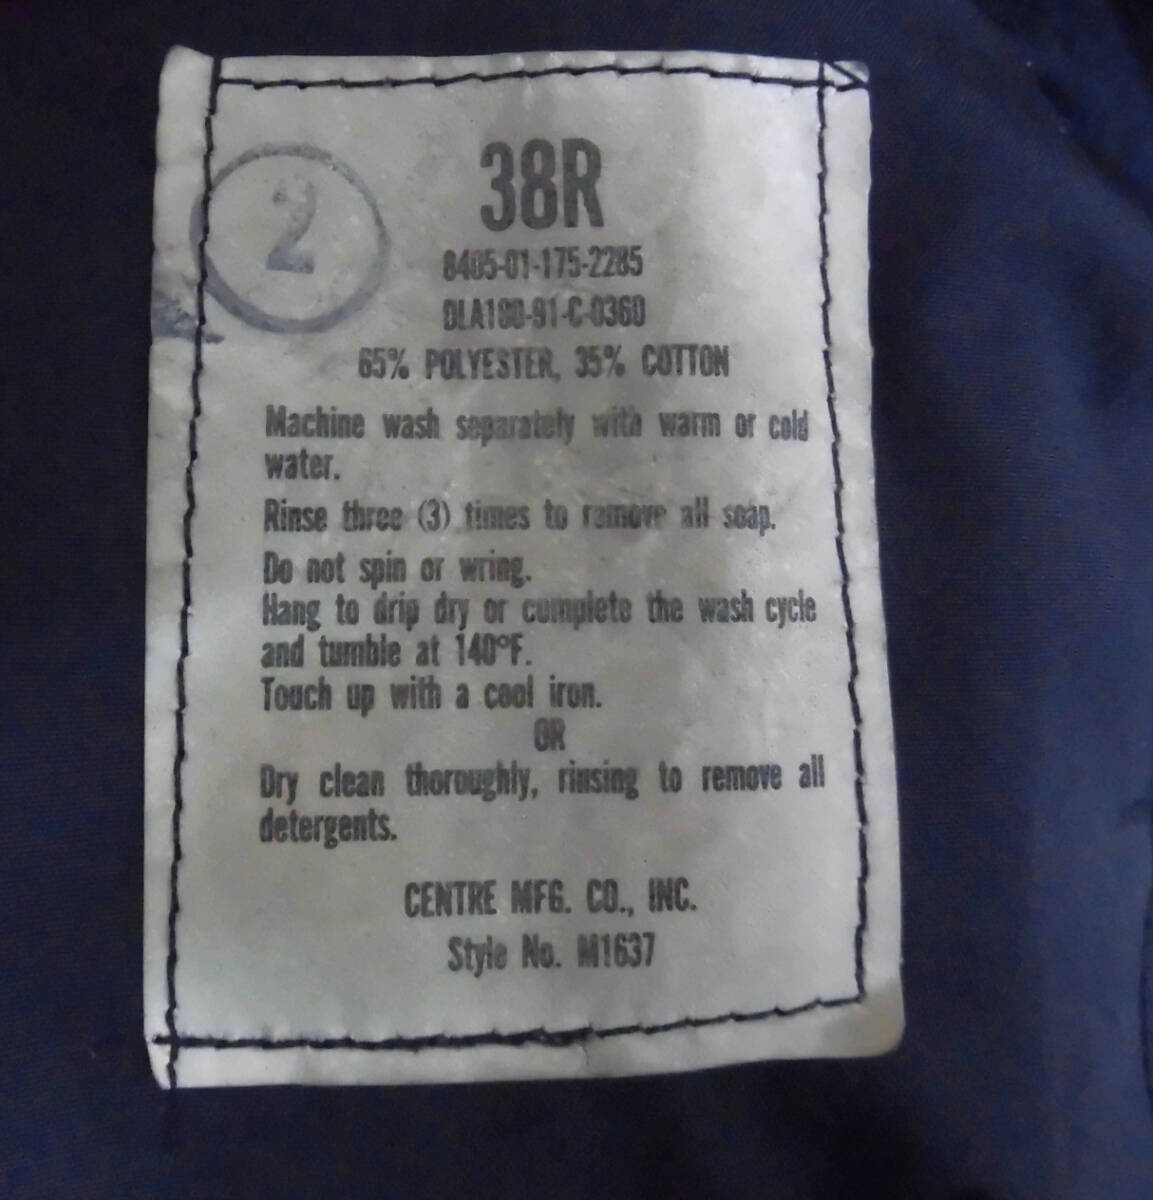 2
38R
8405-01-175-2285
DLA100-91-C-0360
65% POLYESTER, 35% COTTON
Machine wash separately with warm or cold
water.
Rinse three (3) times to remove all soap.
Do not spin or wring.
Hang to drip dry or complete the wash cycle
and tumble at 140°F.
Touch up with a cool iron.
OR
Dry clean thoroughly, rinsing to remove all
detergents.
CENTRE MFG. CO., INC.
Style No. M1637